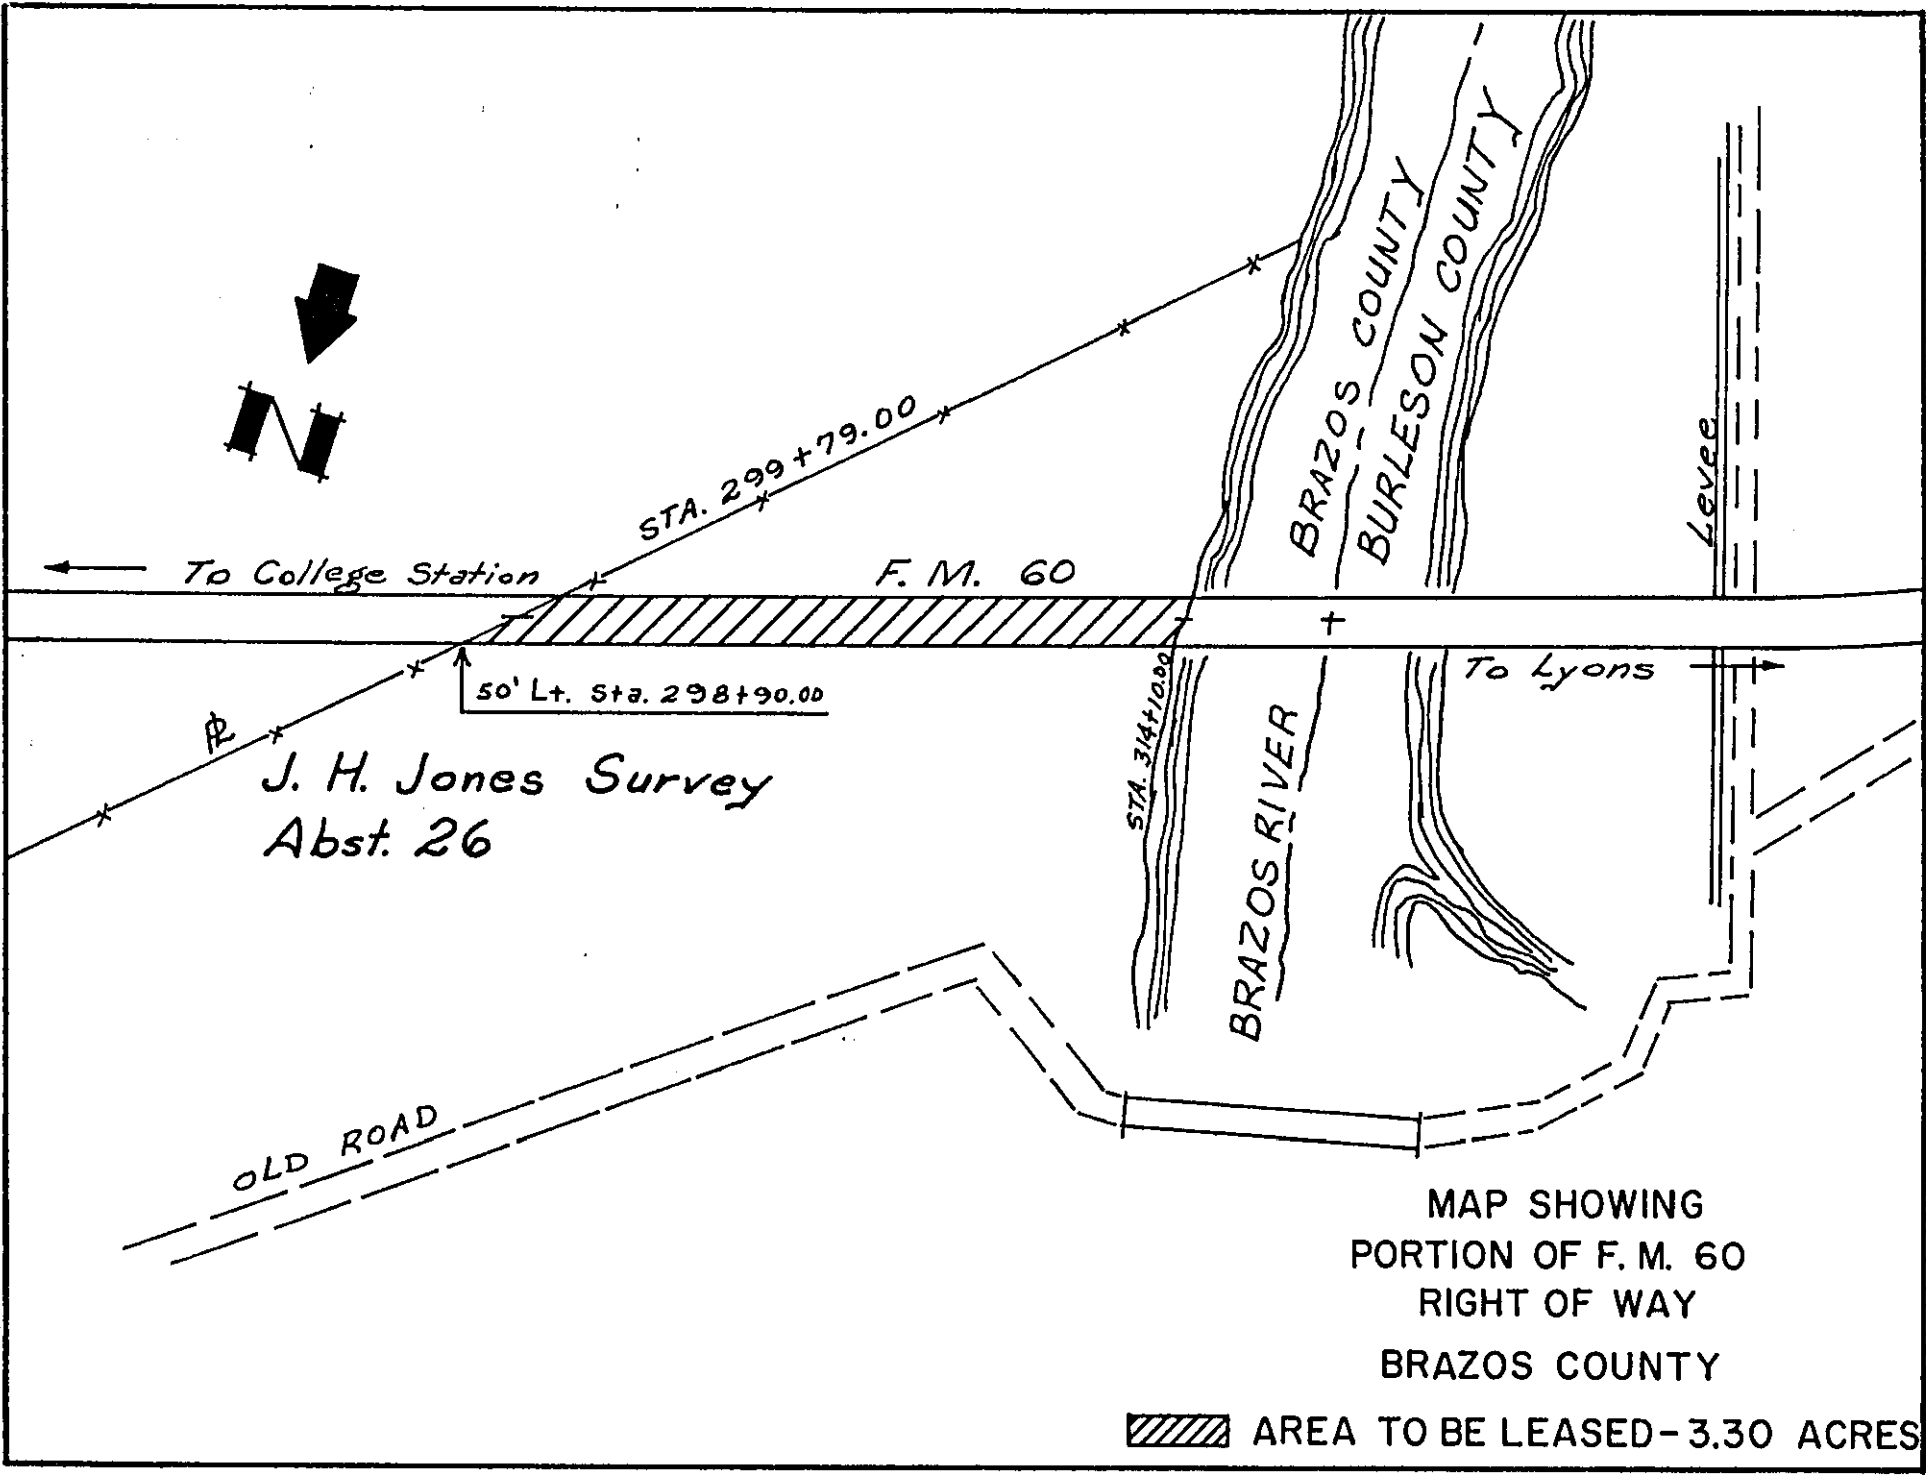 BRAZOS COUNTY
BURLESON COUNTY
N
STA. 299+79.00
Levee
To College Station
F. M. 60
To Lyons
50' Lt. Sta. 298+90.00
STA. 314+10.00
PL
J. H. Jones Survey
Abst. 26
BRAZOS RIVER
OLD ROAD
MAP SHOWING
PORTION OF F. M. 60
RIGHT OF WAY
BRAZOS COUNTY
AREA TO BE LEASED-3.30 ACRES